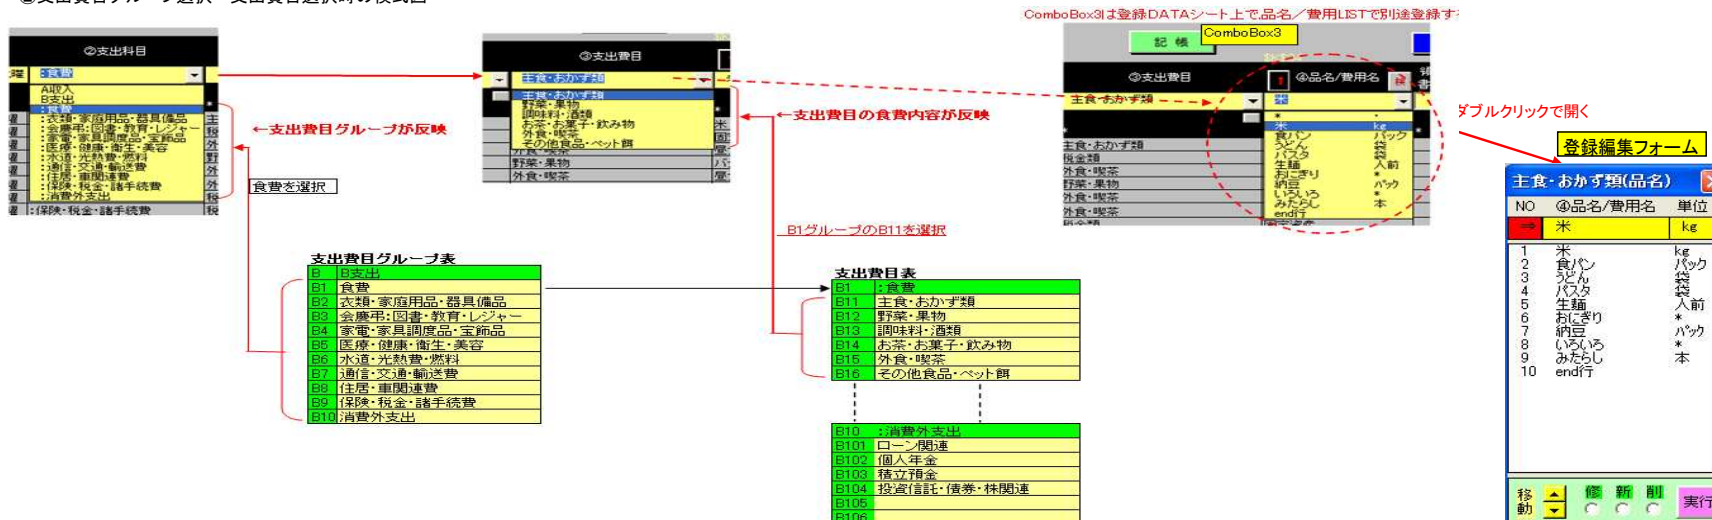 ComboBox3は登録DATAシート上で品名／費用LISTで別途登録す
②支出科目
:食費
A収入
B支出
:食費
:衣類・家庭用品・器具備品
:会慶弔:図書・教育・レジャー
:家電・家具調度品・宝飾品
:医療・健康・衛生・美容
:水道・光熱費・燃料
:通信・交通・輸送費
:住居・車関連費
:保険・税金・諸手続費
:消費外支出
:保険・税金・諸手続費
←支出費目グループが反映
食費を選択
③支出費目
主食・おかず類
主食・おかず類
野菜・果物
調味料・酒類
お茶・お菓子・飲み物
外食・喫茶
その他食品・ペット餌
外食・喫茶
野菜・果物
外食・喫茶
←支出費目の食費内容が反映
記 帳
ComboBox3
③支出費目
④品名/費用名
主食・おかず類
主食・おかず類
税金類
外食・喫茶
野菜・果物
外食・喫茶
外食・喫茶
米 kg
食パン パック
うどん 袋
パスタ 袋
生麺 人前
おにぎり *
納豆 パック
いろいろ *
みたらし 本
end行
ダブルクリックで開く
登録編集フォーム
主食・おかず類(品名)
NO ④品名/費用名 単位
⇒ 米 kg
1 米 kg
2 食パン パック
3 うどん 袋
4 パスタ 袋
5 生麺 人前
6 おにぎり *
7 納豆 パック
8 いろいろ *
9 みたらし 本
10 end行
移動 修 新 削 実行
B1グループのB11を選択
支出費目グループ表
B B支出
B1 食費
B2 衣類・家庭用品・器具備品
B3 会慶弔:図書・教育・レジャー
B4 家電・家具調度品・宝飾品
B5 医療・健康・衛生・美容
B6 水道・光熱費・燃料
B7 通信・交通・輸送費
B8 住居・車関連費
B9 保険・税金・諸手続費
B10 消費外支出
支出費目表
B1 :食費
B11 主食・おかず類
B12 野菜・果物
B13 調味料・酒類
B14 お茶・お菓子・飲み物
B15 外食・喫茶
B16 その他食品・ペット餌
B10 :消費外支出
B101 ローン関連
B102 個人年金
B103 積立預金
B104 投資信託・債券・株関連
B105
B106